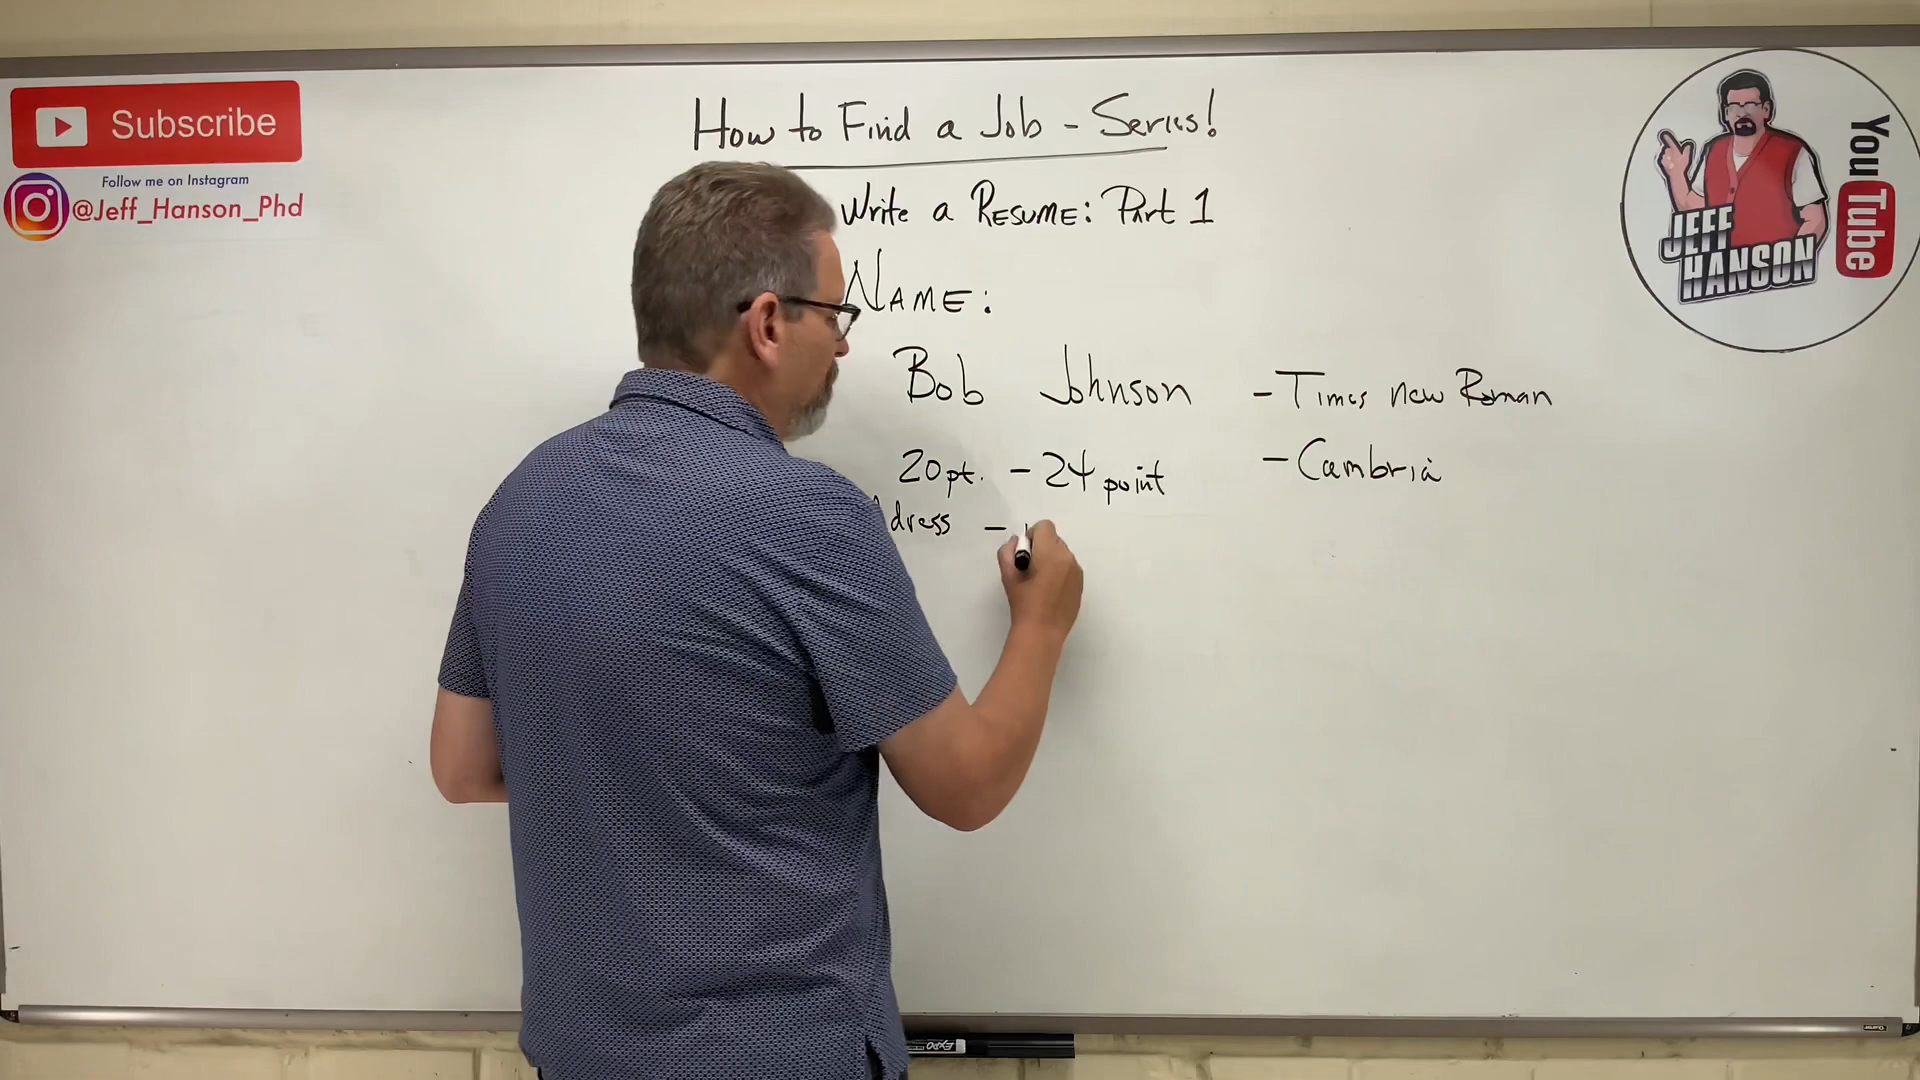 How to Find a Job - Series!
Write a RESUME: Part 1
NAME:
Bob Johnson
- Times new Roman
20pt. - 24 point
- Cambria
dress -
Subscribe
Follow me on Instagram
@Jeff_Hanson_Phd
JEFF
HANSON
YouTube
EXPO